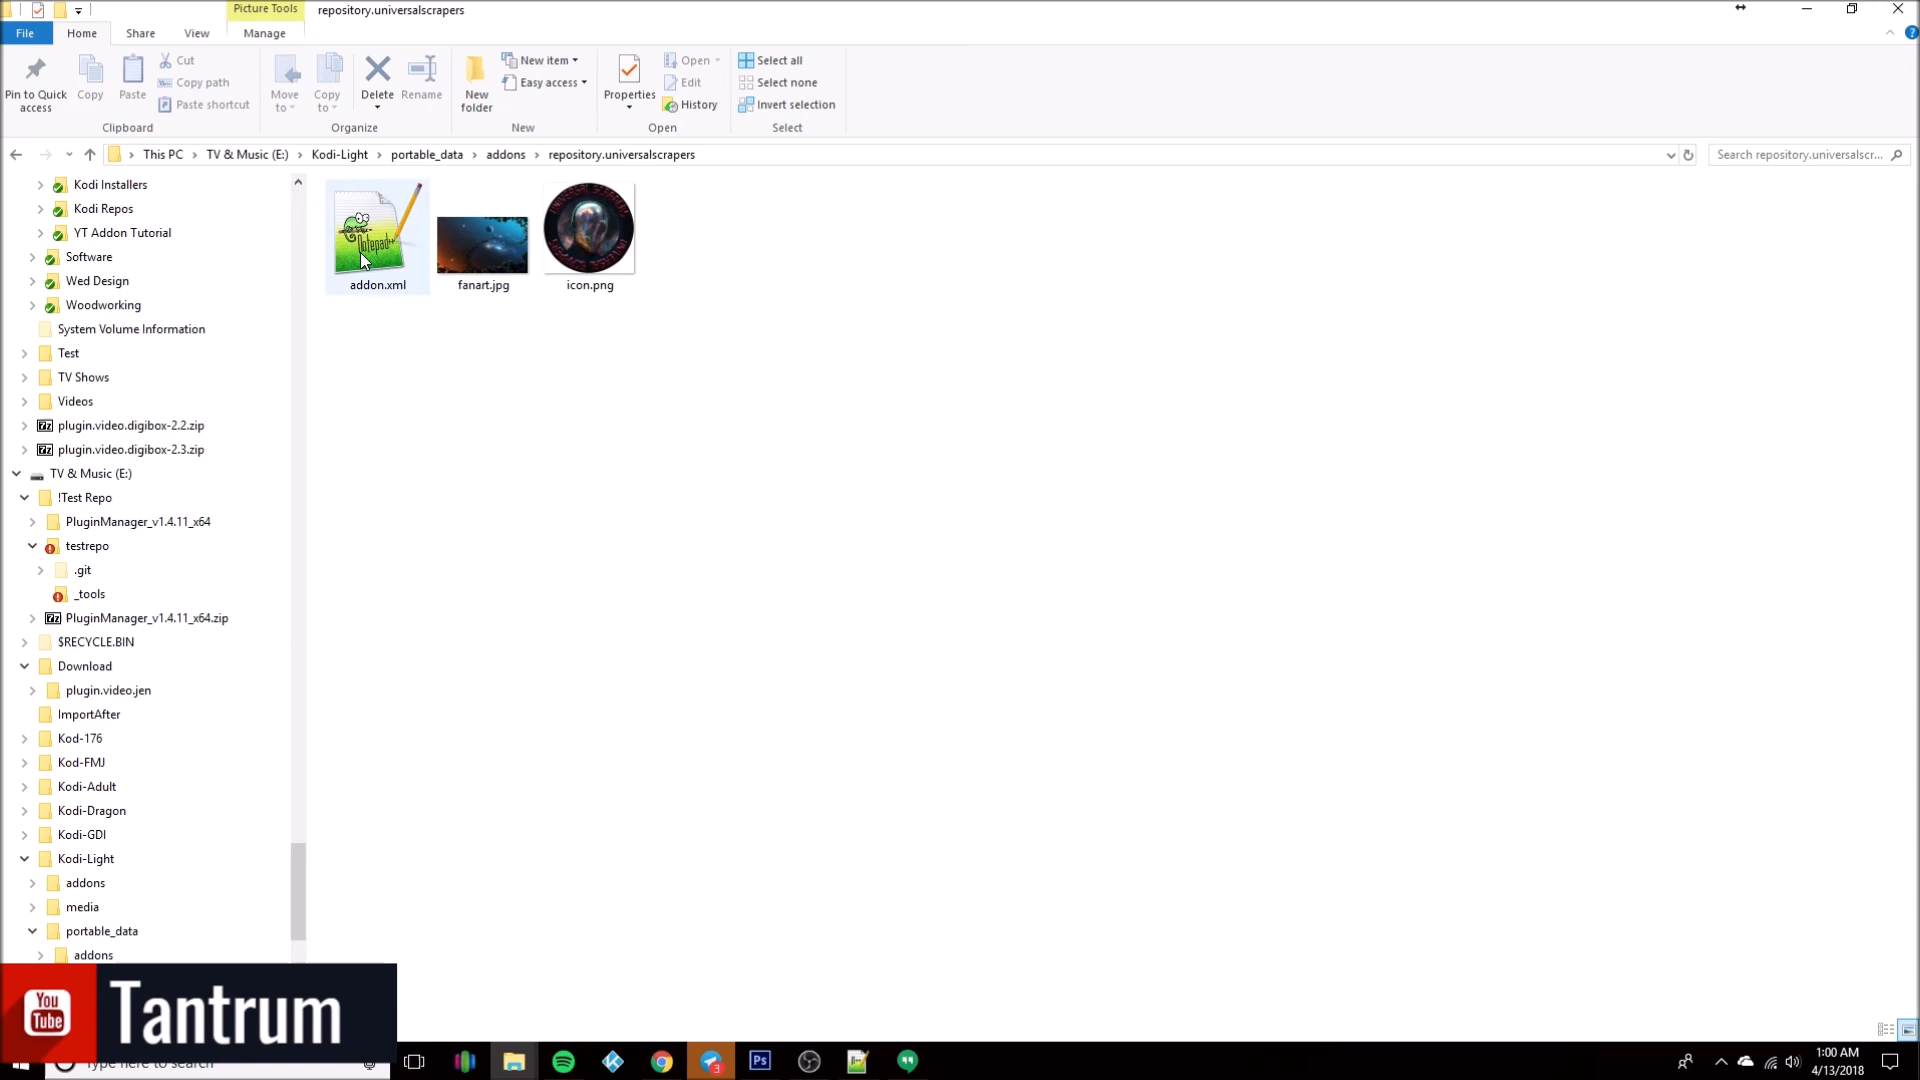 Picture Tools
repository.universalscrapers
File
Home
Share
View
Manage
Pin to Quick access
Copy
Paste
Cut
Copy path
Paste shortcut
Clipboard
Move to
Copy to
Delete
Rename
Organize
New folder
New item
Easy access
New
Properties
Open
Edit
History
Open
Select all
Select none
Invert selection
Select
This PC > TV & Music (E:) > Kodi-Light > portable_data > addons > repository.universalscrapers
Search repository.universalscr...
Kodi Installers
Kodi Repos
YT Addon Tutorial
Software
Wed Design
Woodworking
System Volume Information
Test
TV Shows
Videos
plugin.video.digibox-2.2.zip
plugin.video.digibox-2.3.zip
TV & Music (E:)
!Test Repo
PluginManager_v1.4.11_x64
testrepo
.git
_tools
PluginManager_v1.4.11_x64.zip
$RECYCLE.BIN
Download
plugin.video.jen
ImportAfter
Kod-176
Kod-FMJ
Kodi-Adult
Kodi-Dragon
Kodi-GDI
Kodi-Light
addons
media
portable_data
addons
Notepad++
addon.xml
fanart.jpg
icon.png
You Tube
Tantrum
Type here to search
3
Ps
1:00 AM
4/13/2018